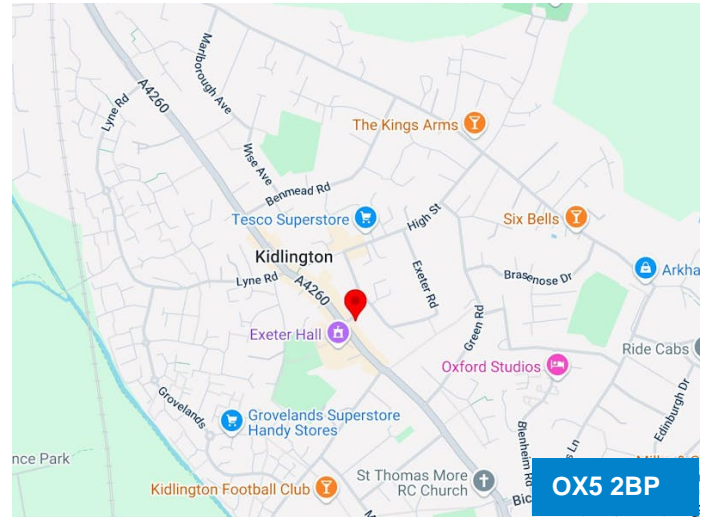 Marlborough Ave
A4260
Lyne Rd
The Kings Arms
Wise Ave
Benmead Rd
Tesco Superstore
High St
Six Bells
Kidlington
Lyne Rd
A4260
Exeter Rd
Brasenose Dr
Arkha
Exeter Hall
Green Rd
Ride Cabs
Oxford Studios
Grovelands
Grovelands Superstore
Handy Stores
Blenheim Rd
Edinburgh Dr
nce Park
St Thomas More
RC Church
Kidlington Football Club
OX5 2BP